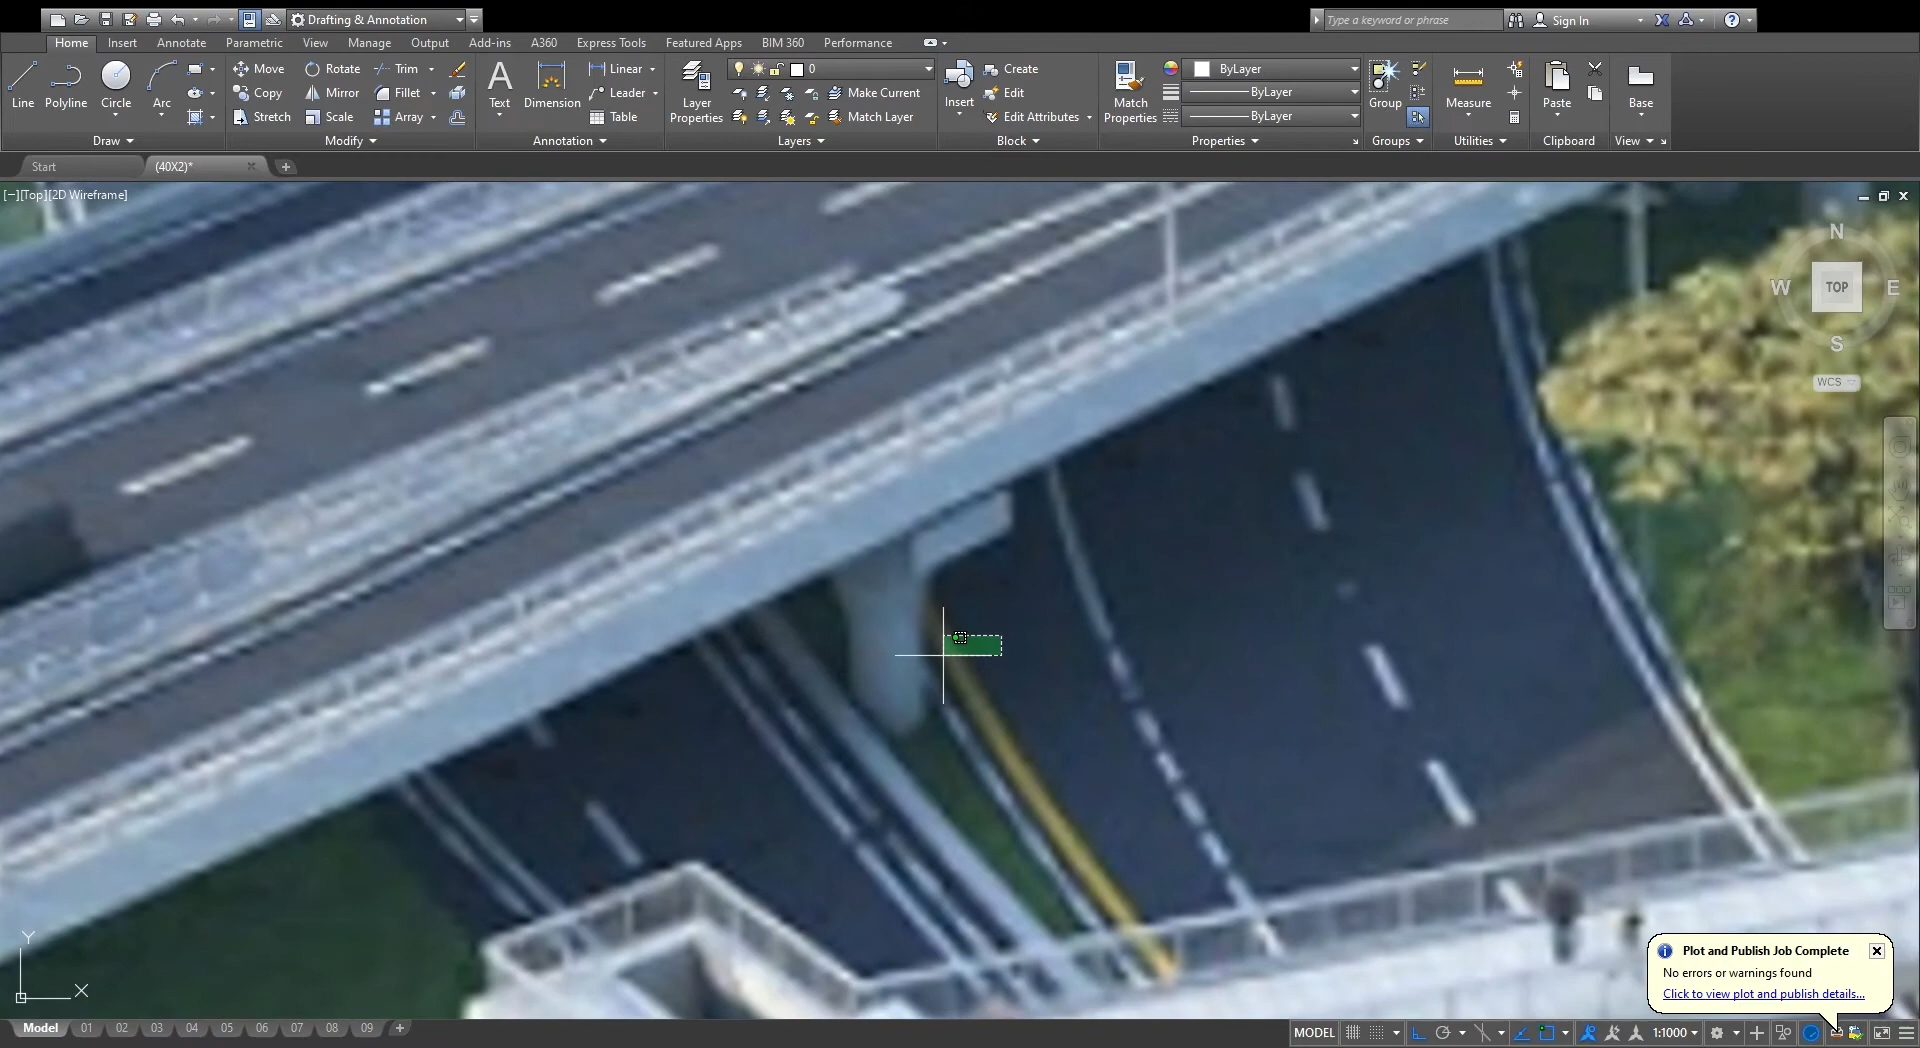 Drafting & Annotation
Type a keyword or phrase
Sign In
Home Insert Annotate Parametric View Manage Output Add-ins A360 Express Tools Featured Apps BIM 360 Performance
Line Polyline Circle Arc
Move Rotate Trim
Copy Mirror Fillet
Stretch Scale Array
Text Dimension
Linear
Leader
Table
Layer Properties
0
Make Current
Match Layer
Insert
Create
Edit
Edit Attributes
Match Properties
ByLayer
ByLayer
ByLayer
Group
Measure
Paste
Base
Draw Modify Annotation Layers Block Properties Groups Utilities Clipboard View
Start (40X2)*
[−][Top][2D Wireframe]
N
W TOP E
S
WCS
Y
X
Plot and Publish Job Complete
No errors or warnings found
Click to view plot and publish details...
Model 01 02 03 04 05 06 07 08 09
MODEL 1:1000